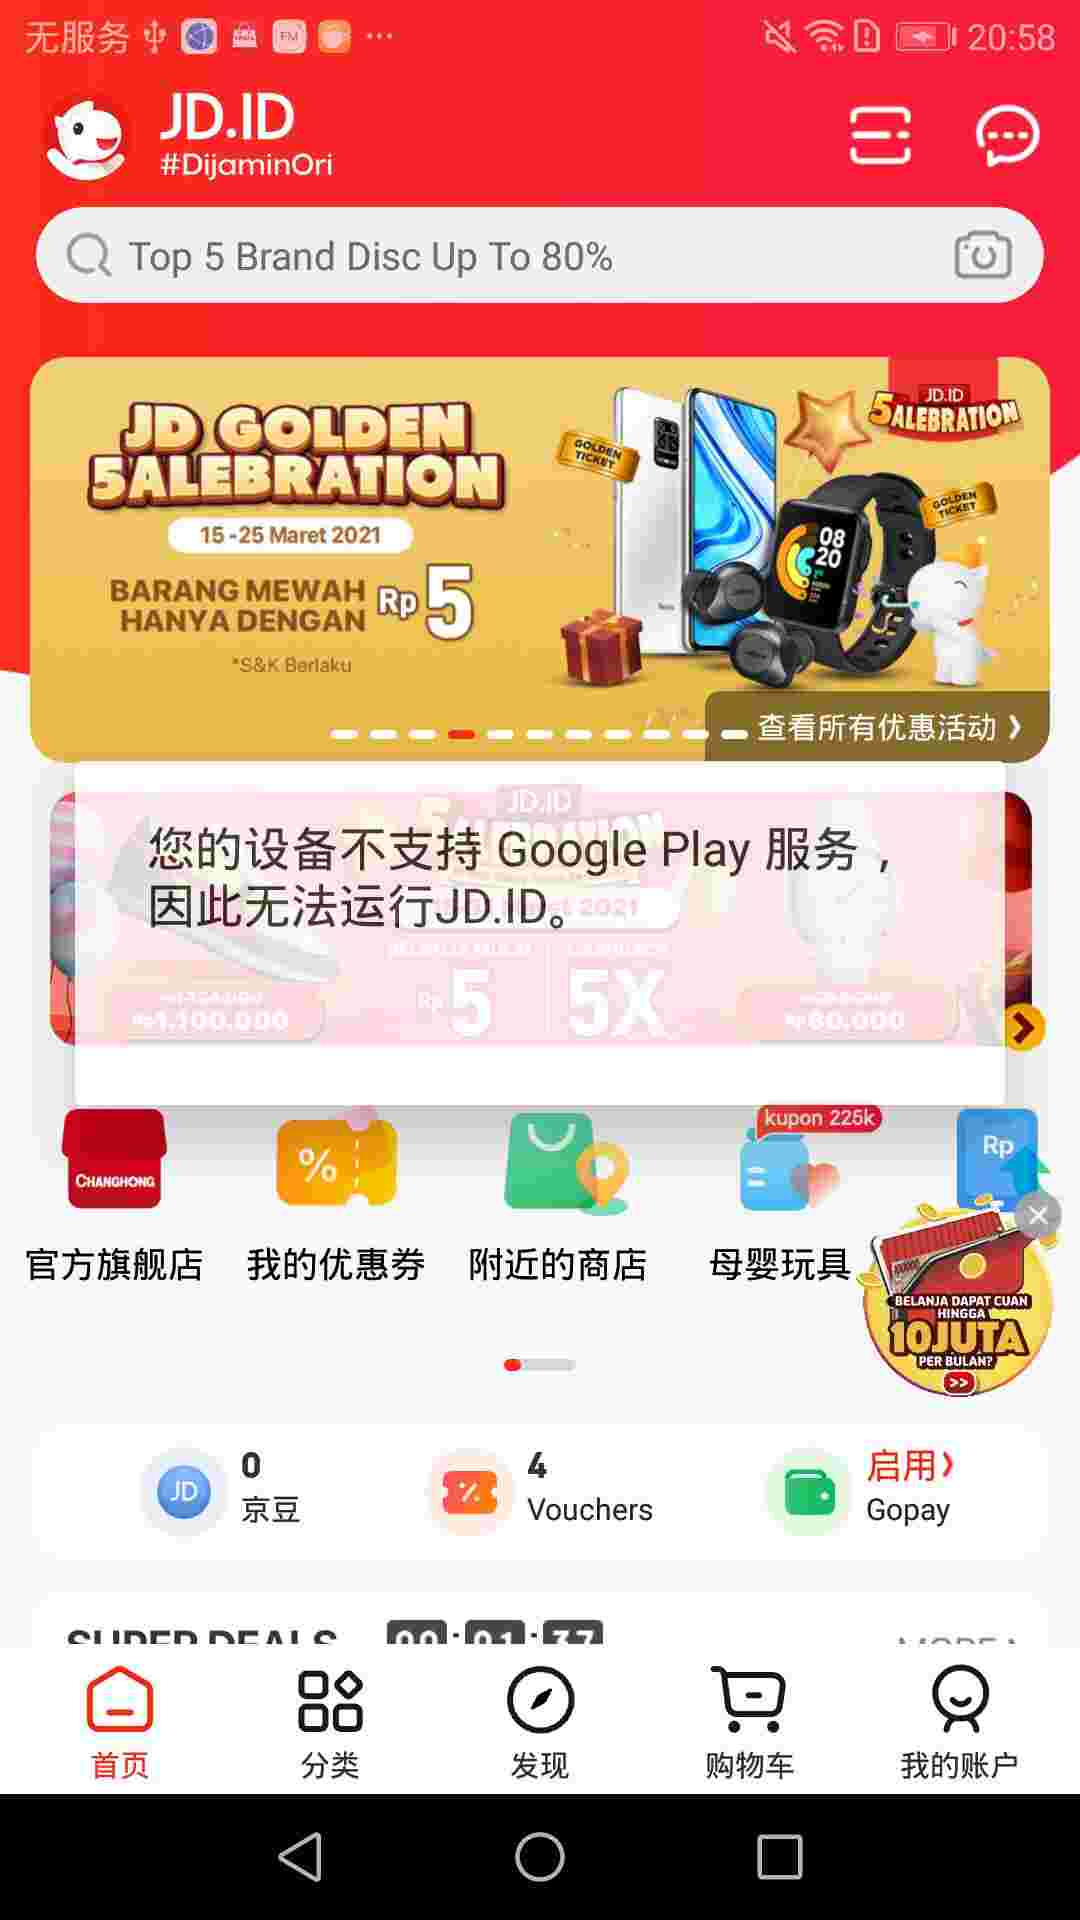 无服务
FM
20:58
JD.ID
#DijaminOri
Top 5 Brand Disc Up To 80%
JD GOLDEN
5ALEBRATION
15 -25 Maret 2021
BARANG MEWAH
HANYA DENGAN
Rp 5
*S&K Berlaku
GOLDEN
TICKET
JD.ID
5ALEBRATION
GOLDEN
TICKET
08
20
查看所有优惠活动
JD.ID
您的设备不支持 Google Play 服务，
因此无法运行JD.ID。
Rp 5
5X
Rp1.100.000
Rp80.000
CHANGHONG
%
kupon 225k
Rp
官方旗舰店
我的优惠券
附近的商店
母婴玩具
BELANJA DAPAT CUAN
HINGGA
10JUTA
PER BULAN?
>>
JD
0
京豆
4
Vouchers
启用
Gopay
SUPER DEALS
MORE
首页
分类
发现
购物车
我的账户